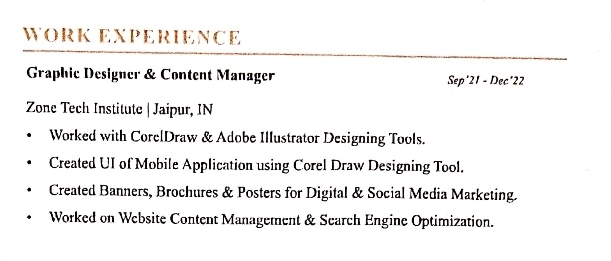 WORK EXPERIENCE
Graphic Designer & Content Manager Sep'21 - Dec'22
Zone Tech Institute | Jaipur, IN
• Worked with CorelDraw & Adobe Illustrator Designing Tools.
• Created UI of Mobile Application using Corel Draw Designing Tool.
• Created Banners, Brochures & Posters for Digital & Social Media Marketing.
• Worked on Website Content Management & Search Engine Optimization.